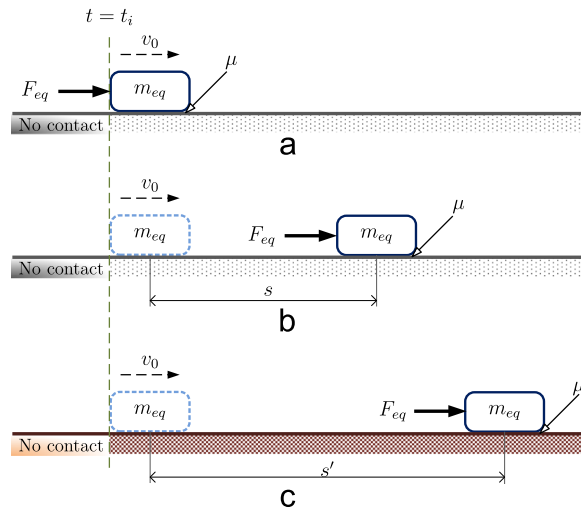 t = t_i
v_0
μ
F_eq
m_eq
No contact
a
v_0
μ
m_eq
F_eq
m_eq
No contact
s
b
v_0
μ
m_eq
F_eq
m_eq
No contact
s′
c